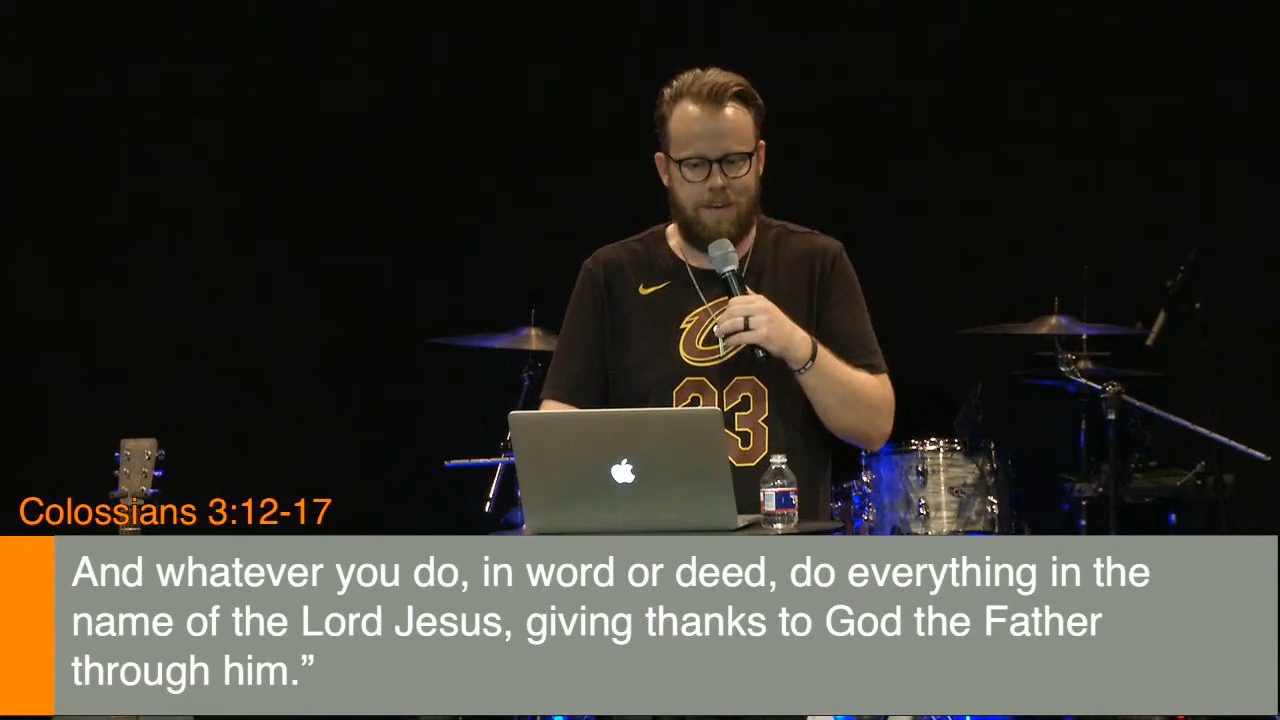 23
Colossians 3:12-17
And whatever you do, in word or deed, do everything in the
name of the Lord Jesus, giving thanks to God the Father
through him.”